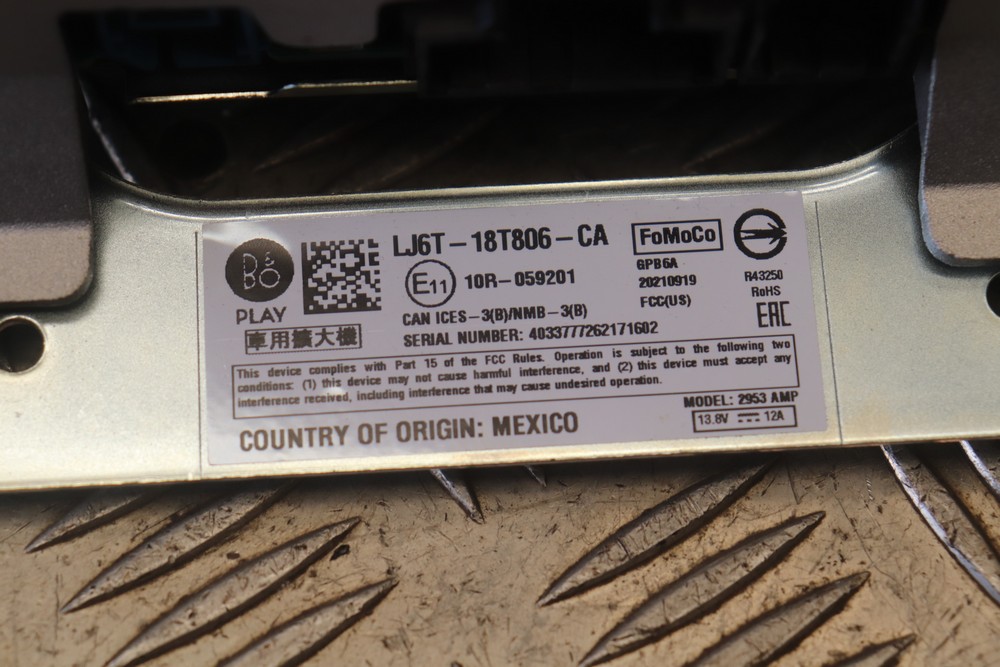 B&O
PLAY
車用擴大機
LJ6T-18T806-CA
E11 10R-059201
CAN ICES-3(B)/NMB-3(B)
SERIAL NUMBER: 4033777262171602
FoMoCo
GPB6A
20210919
FCC(US)
R43250
RoHS
EAC
This device complies with Part 15 of the FCC Rules. Operation is subject to the following two
conditions: (1) this device may not cause harmful interference, and (2) this device must accept any
interference received, including interference that may cause undesired operation.
COUNTRY OF ORIGIN: MEXICO
MODEL: 2953 AMP
13.8V ⎓ 12A